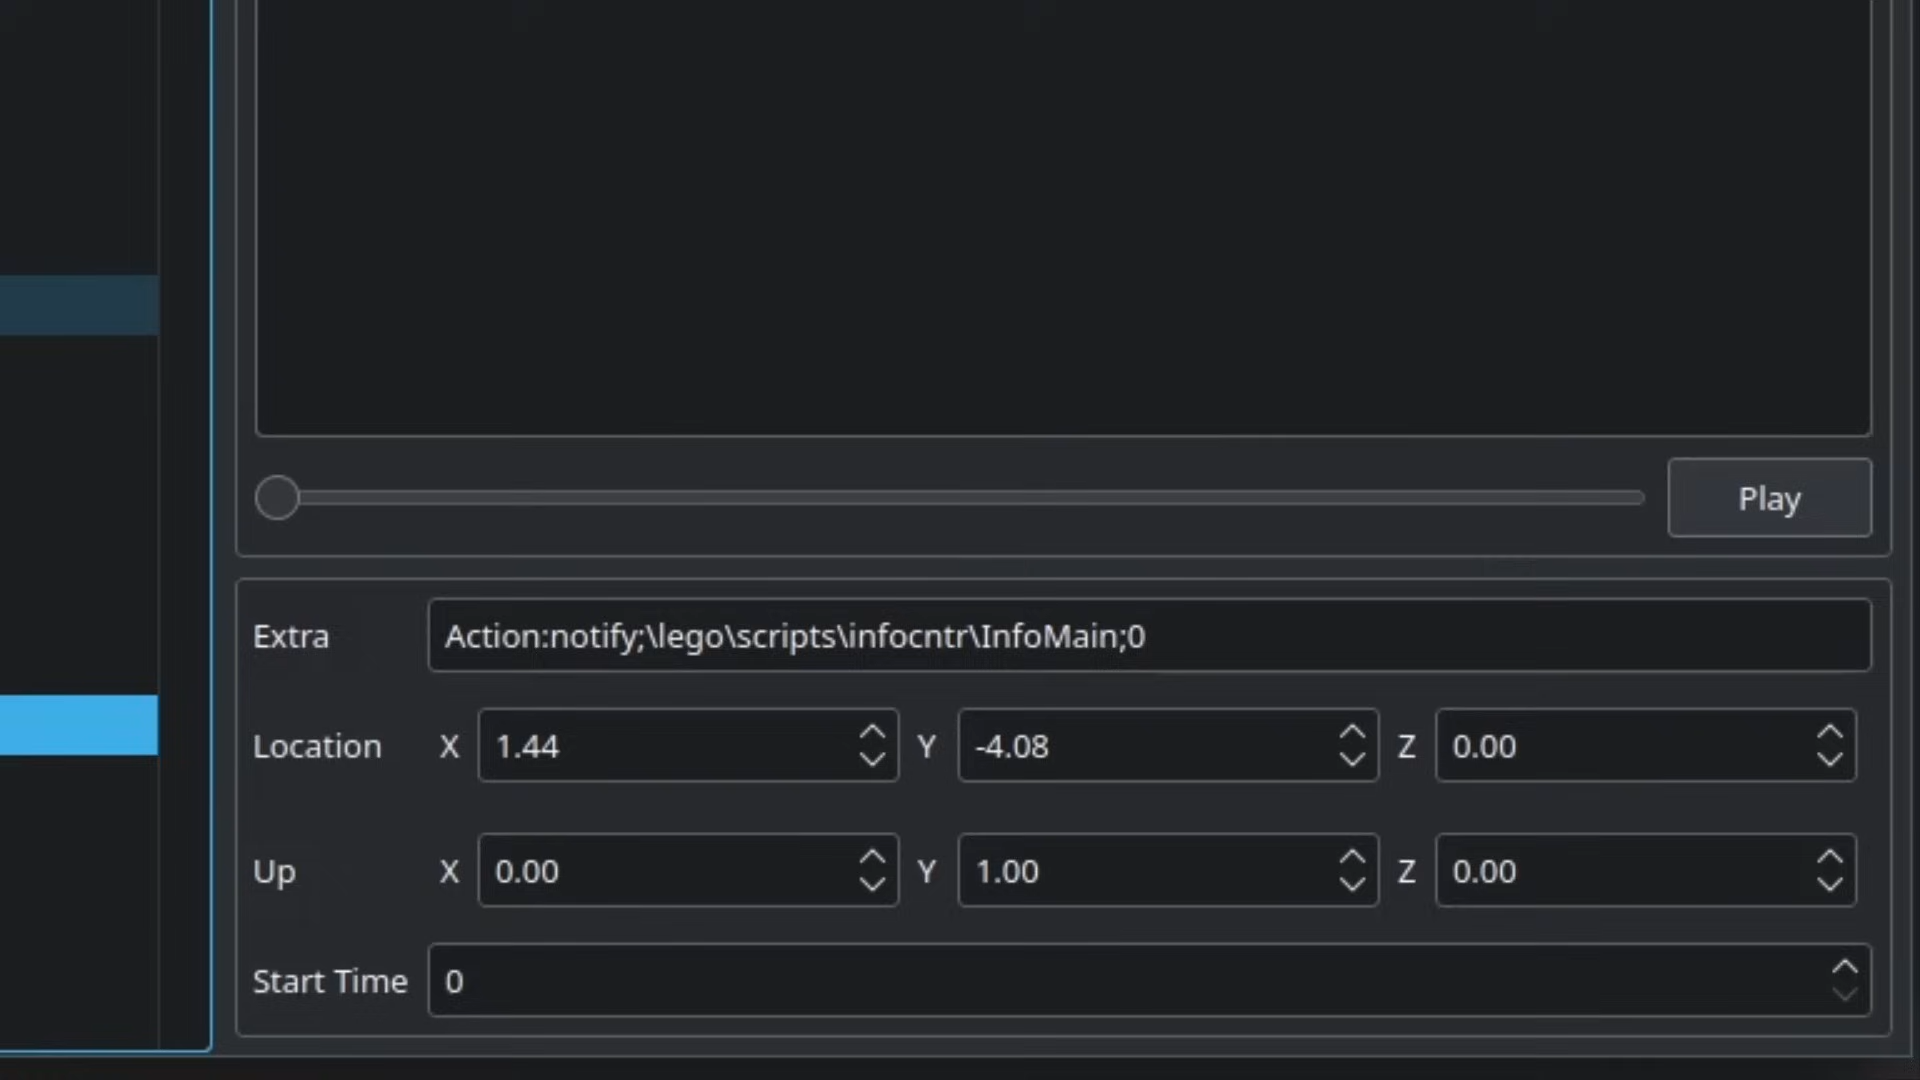 Play
Extra Action:notify;\lego\scripts\infocntr\InfoMain;0
Location X 1.44 Y -4.08 Z 0.00
Up X 0.00 Y 1.00 Z 0.00
Start Time 0